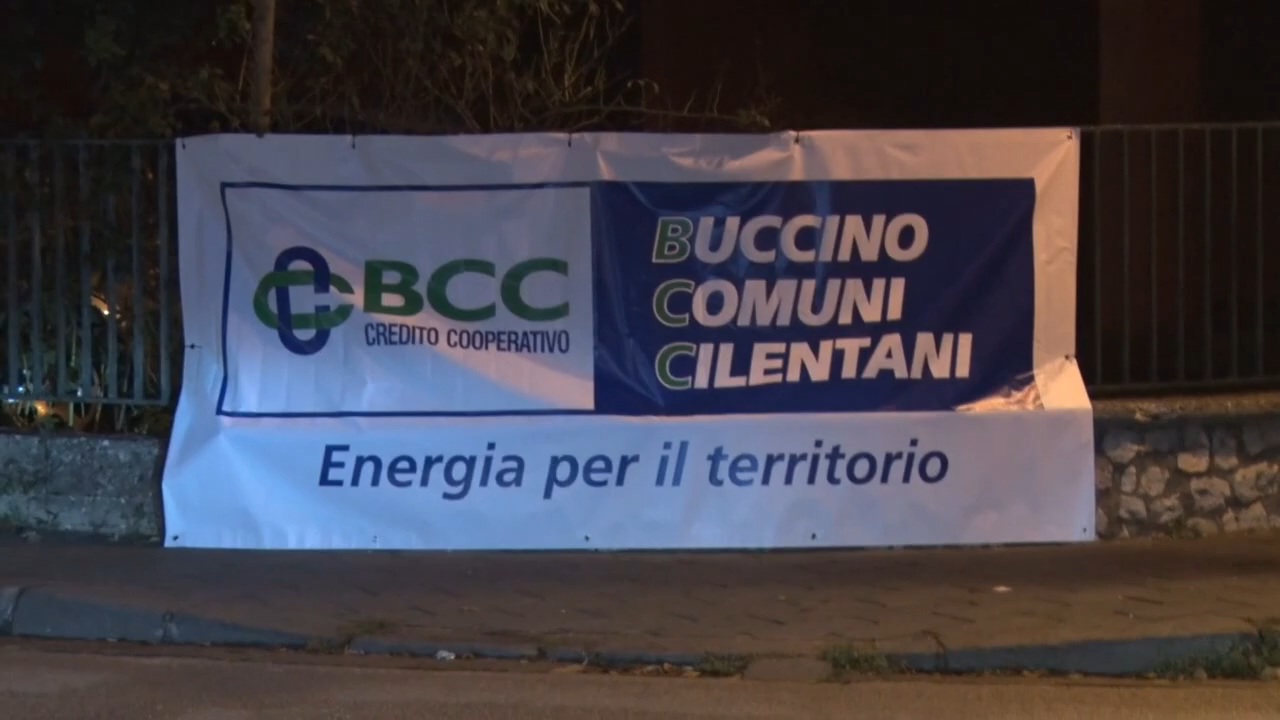 BCC
CREDITO COOPERATIVO
BUCCINO
COMUNI
CILENTANI
Energia per il territorio